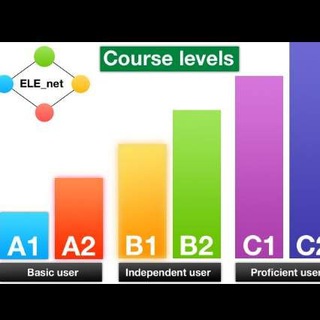 Course levels
ELE_net
A1 A2 B1 B2 C1 C2
Basic user Independent user Proficient user